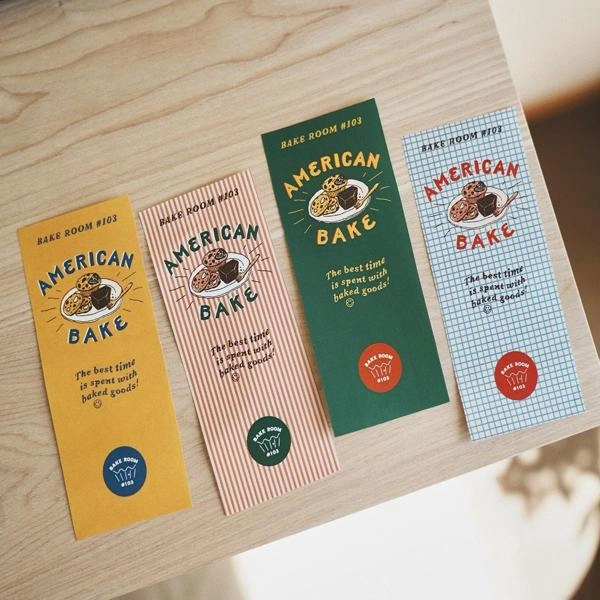 BAKE ROOM #103
AMERICAN
BAKE
The best time
is spent with
baked goods!
BAKE ROOM
#103
BAKE ROOM #103
AMERICAN
BAKE
The best time
is spent with
baked goods!
BAKE ROOM
#103
BAKE ROOM #103
AMERICAN
BAKE
The best time
is spent with
baked goods!
BAKE ROOM
#103
BAKE ROOM #103
AMERICAN
BAKE
The best time
is spent with
baked goods!
BAKE ROOM
#103